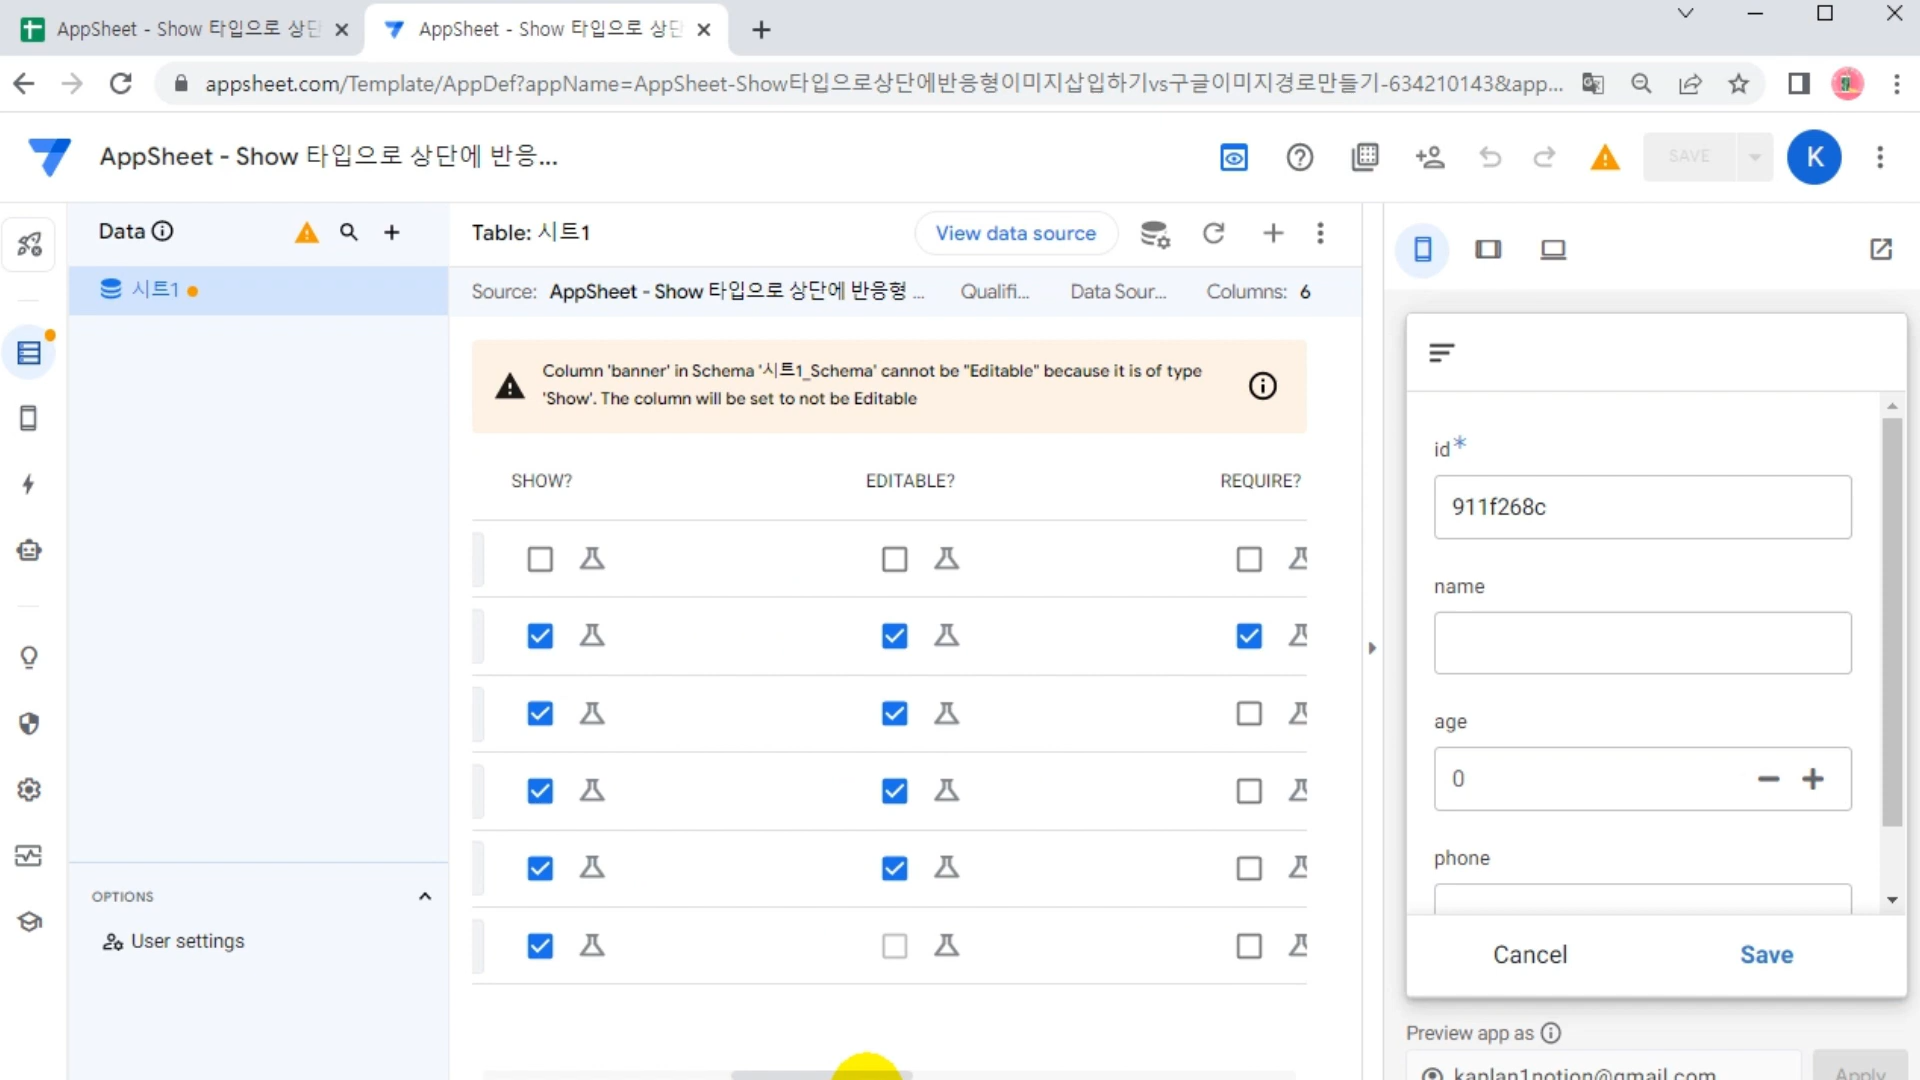 AppSheet - Show 타입으로 상단
AppSheet - Show 타입으로 상단
appsheet.com/Template/AppDef?appName=AppSheet-Show타입으로상단에반응형이미지삽입하기vs구글이미지경로만들기-634210143&app...
AppSheet - Show 타입으로 상단에 반응...
SAVE
K
Data
Table: 시트1
View data source
시트1
Source: AppSheet - Show 타입으로 상단에 반응형 ...
Qualifi...
Data Sour...
Columns: 6
Column 'banner' in Schema '시트1_Schema' cannot be "Editable" because it is of type
'Show'. The column will be set to not be Editable
SHOW?
EDITABLE?
REQUIRE?
id*
911f268c
name
age
0
phone
Cancel
Save
OPTIONS
User settings
Preview app as
kaplan1notion@gmail.com
Apply